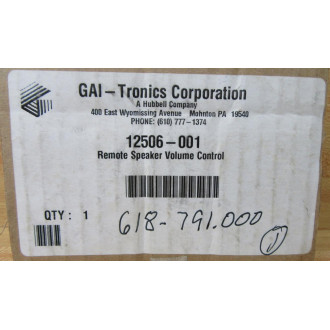 GAI-Tronics Corporation
A Hubbell Company
400 East Wyomissing Avenue Mohnton PA 19540
PHONE: (610) 777-1374
12506-001
Remote Speaker Volume Control
QTY: 1
618-791.000
J